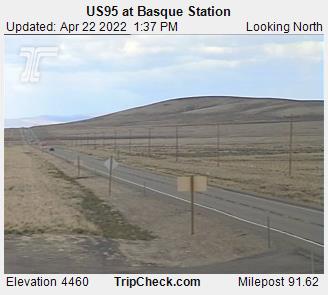 US95 at Basque Station
Updated: Apr 22 2022 1:37 PM Looking North
Elevation 4460 TripCheck.com Milepost 91.62